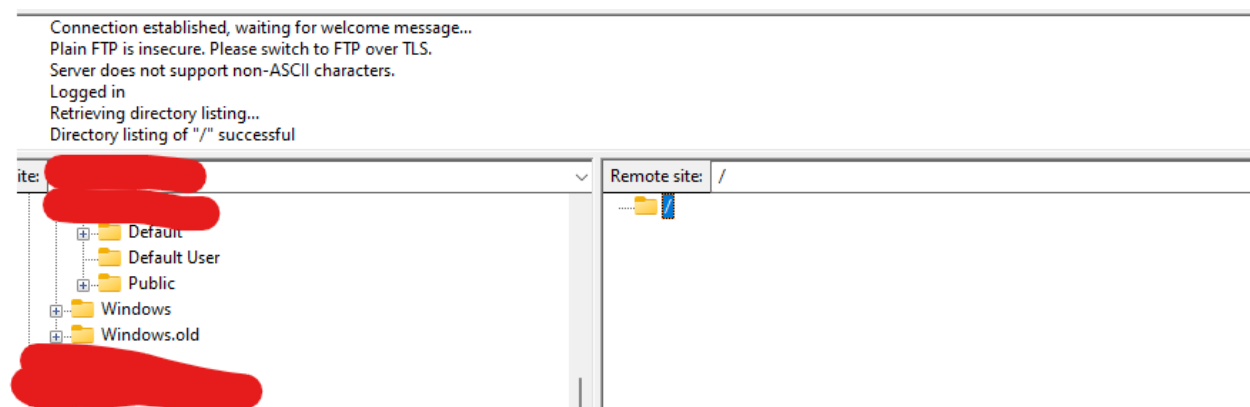 Connection established, waiting for welcome message...
Plain FTP is insecure. Please switch to FTP over TLS.
Server does not support non-ASCII characters.
Logged in
Retrieving directory listing...
Directory listing of "/" successful
ite:
Remote site: /
/
Default
Default User
Public
Windows
Windows.old